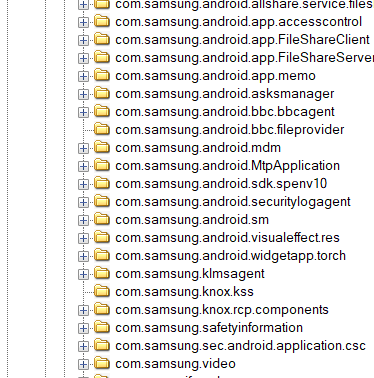 com.samsung.android.allshare.service.files
com.samsung.android.app.accesscontrol
com.samsung.android.app.FileShareClient
com.samsung.android.app.FileShareServer
com.samsung.android.app.memo
com.samsung.android.asksmanager
com.samsung.android.bbc.bbcagent
com.samsung.android.bbc.fileprovider
com.samsung.android.mdm
com.samsung.android.MtpApplication
com.samsung.android.sdk.spenv10
com.samsung.android.securitylogagent
com.samsung.android.sm
com.samsung.android.visualeffect.res
com.samsung.android.widgetapp.torch
com.samsung.klmsagent
com.samsung.knox.kss
com.samsung.knox.rcp.components
com.samsung.safetyinformation
com.samsung.sec.android.application.csc
com.samsung.video